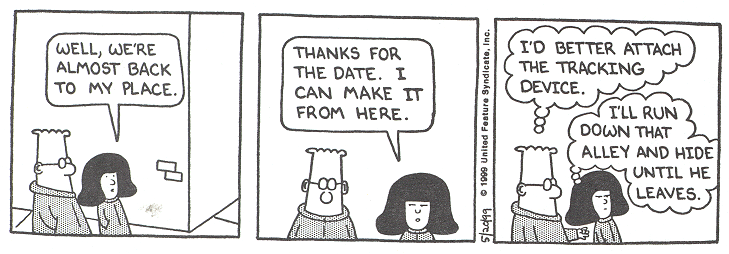 WELL, WE'RE
ALMOST BACK
TO MY PLACE.
THANKS FOR
THE DATE. I
CAN MAKE IT
FROM HERE.
© 1999 United Feature Syndicate, Inc.
5/20/99
I'D BETTER ATTACH
THE TRACKING
DEVICE.
I'LL RUN
DOWN THAT
ALLEY AND HIDE
UNTIL HE
LEAVES.